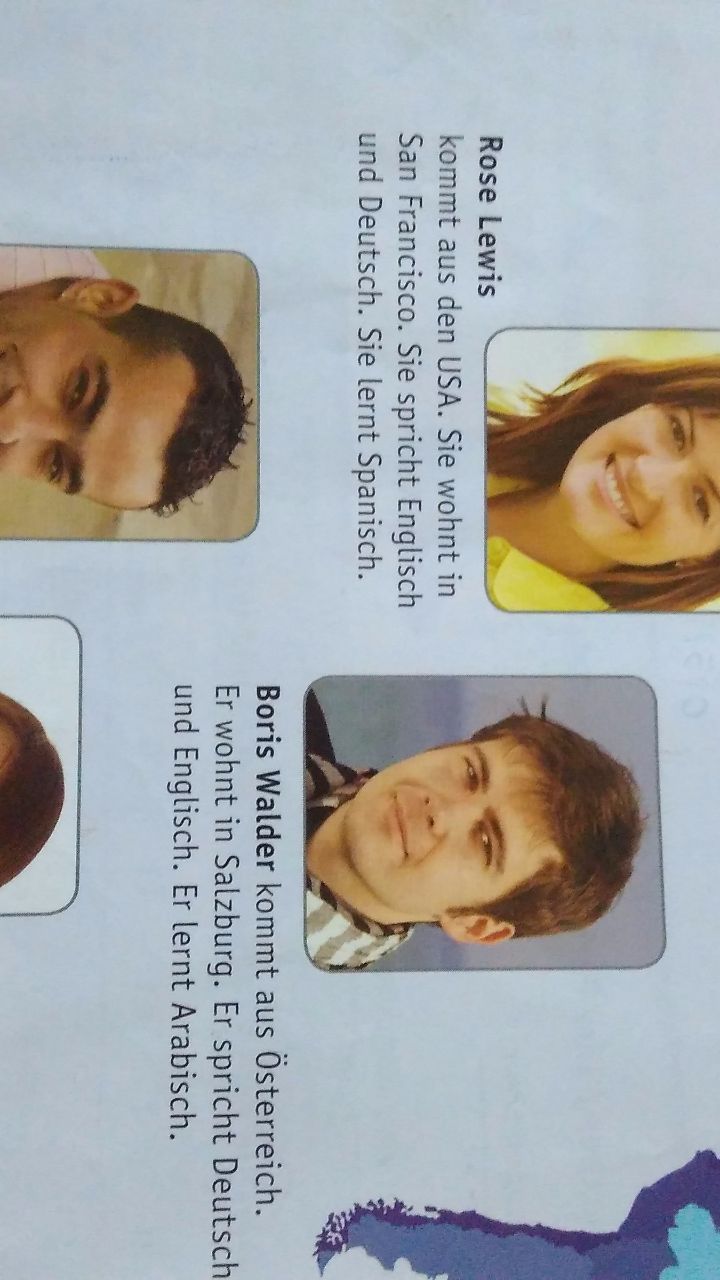 Rose Lewis
kommt aus den USA. Sie wohnt in
San Francisco. Sie spricht Englisch
und Deutsch. Sie lernt Spanisch.
Boris Walder kommt aus Österreich.
Er wohnt in Salzburg. Er spricht Deutsch
und Englisch. Er lernt Arabisch.